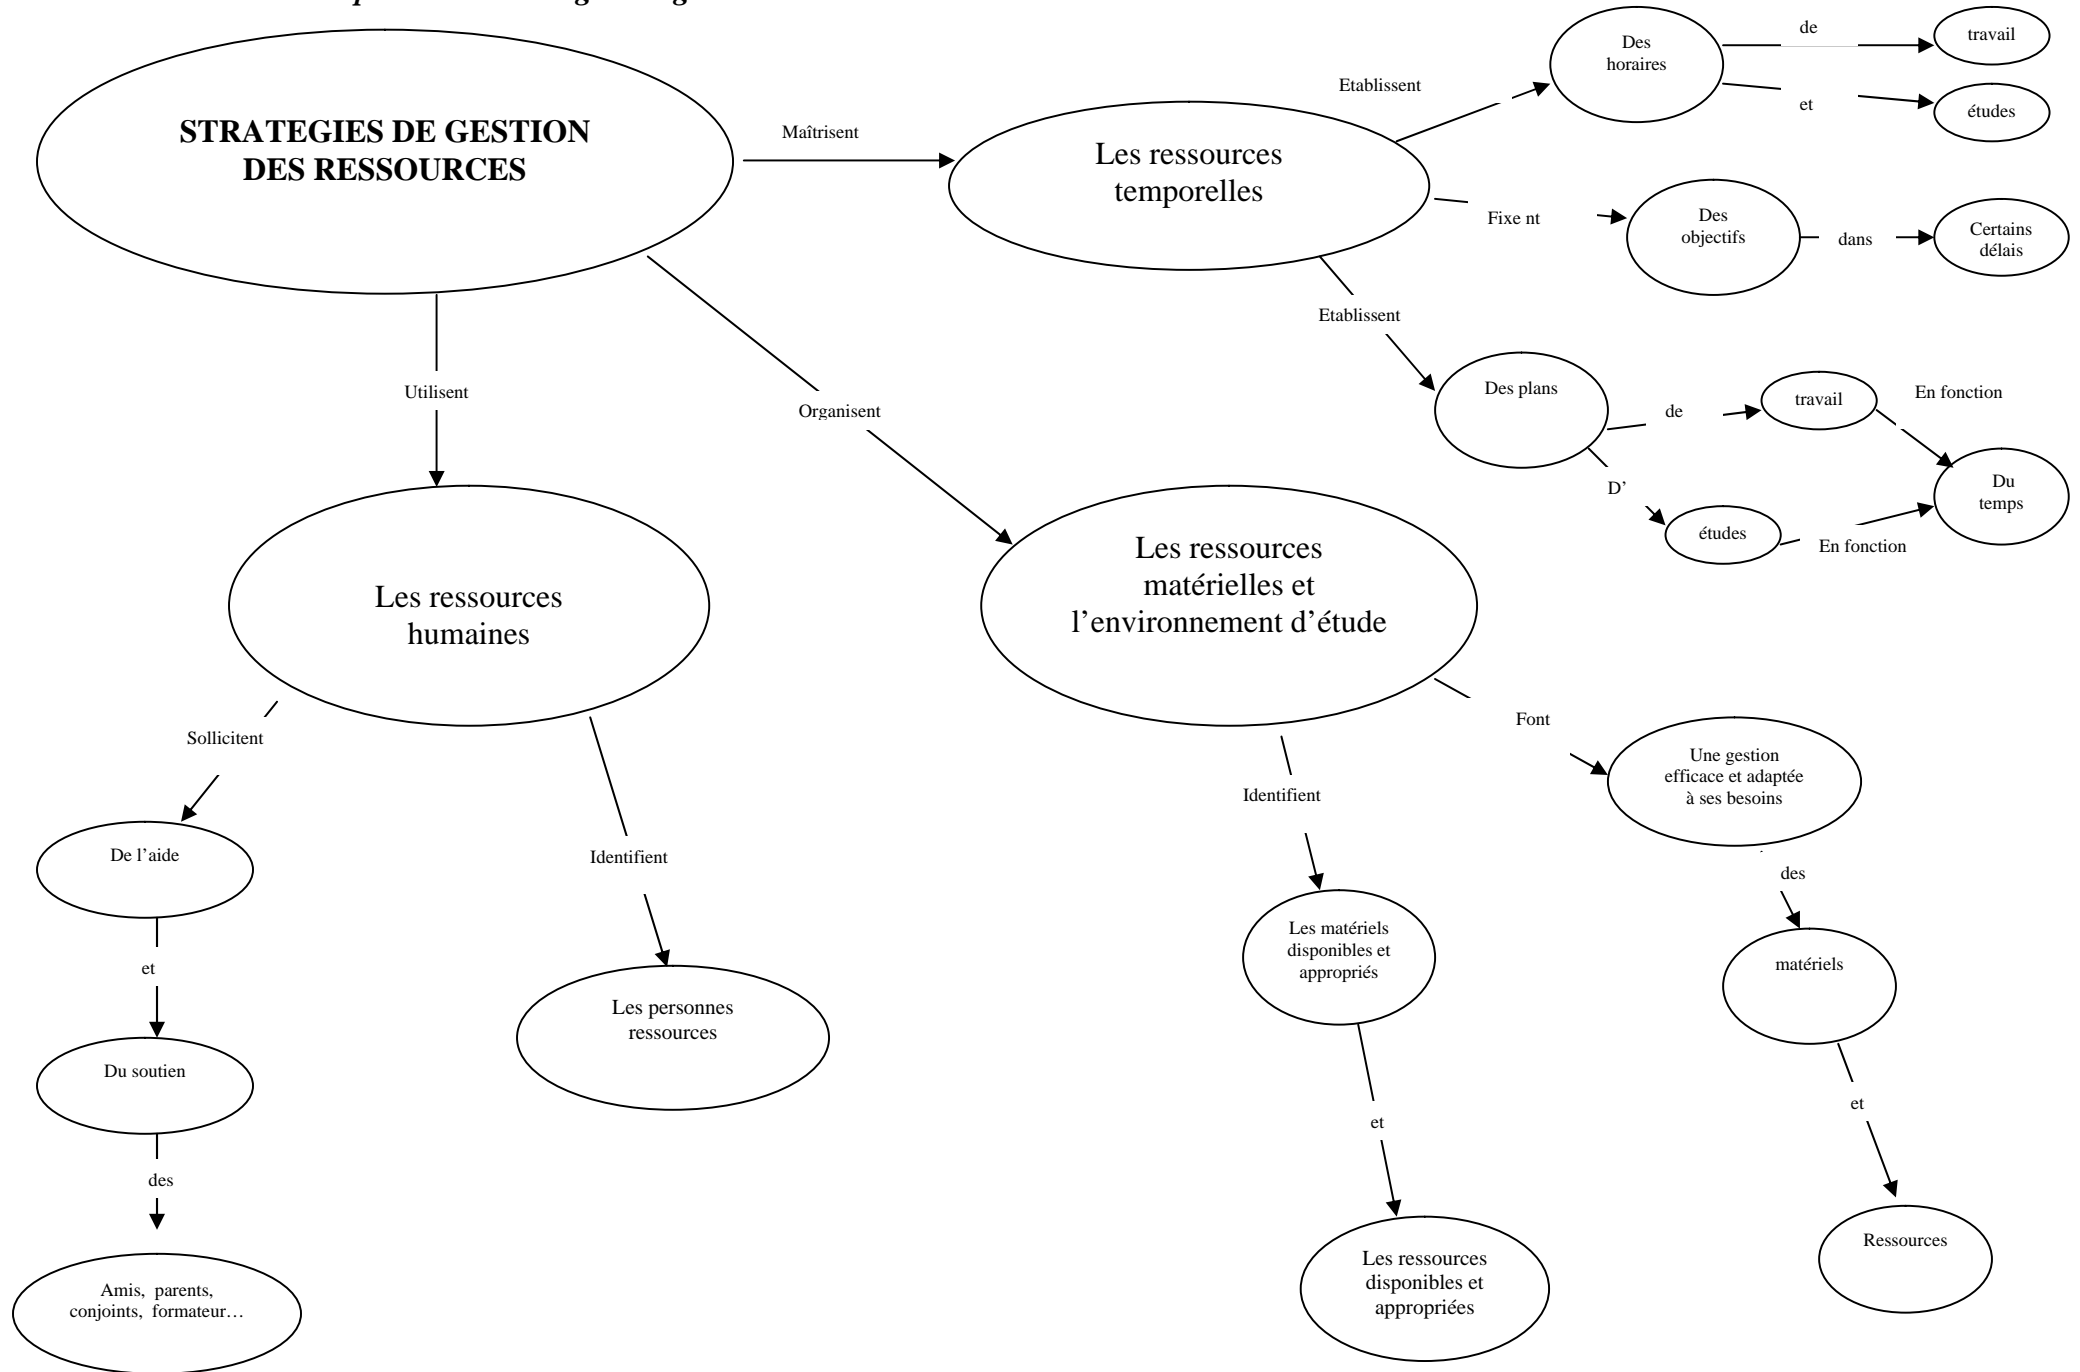 STRATEGIES DE GESTION
DES RESSOURCES
Maîtrisent
Les ressources
temporelles
Etablissent
Des
horaires
de
travail
et
études
Fixe nt
Des
objectifs
dans
Certains
délais
Etablissent
Des plans
de
travail
En fonction
D’
études
En fonction
Du
temps
Utilisent
Organisent
Les ressources
humaines
Les ressources
matérielles et
l’environnement d’étude
Sollicitent
De l’aide
et
Du soutien
des
Amis, parents,
conjoints, formateur…
Identifient
Les personnes
ressources
Identifient
Les matériels
disponibles et
appropriés
et
Les ressources
disponibles et
appropriées
Font
Une gestion
efficace et adaptée
à ses besoins
des
matériels
et
Ressources